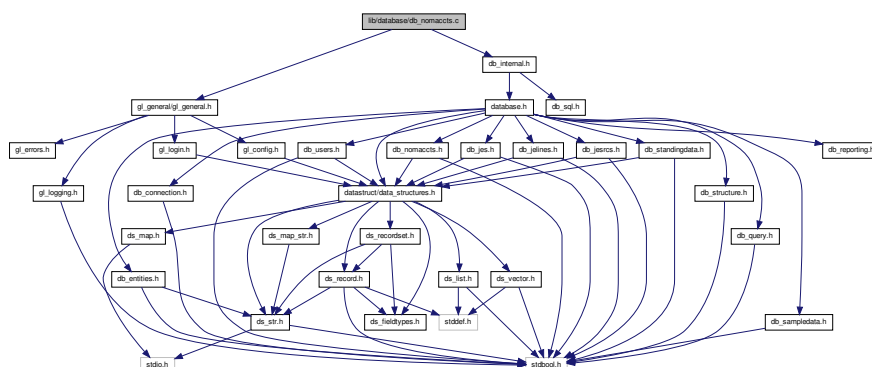 lib/database/db_nomaccts.c
db_internal.h
gl_general/gl_general.h
database.h
db_sql.h
gl_errors.h
gl_login.h
gl_config.h
db_users.h
db_nomaccts.h
db_jes.h
db_jelines.h
db_jesrcs.h
db_standingdata.h
db_reporting.h
gl_logging.h
db_connection.h
datastruct/data_structures.h
db_structure.h
ds_map.h
ds_map_str.h
ds_recordset.h
db_query.h
db_entities.h
ds_record.h
ds_list.h
ds_vector.h
ds_str.h
ds_fieldtypes.h
stddef.h
db_sampledata.h
stdio.h
stdbool.h